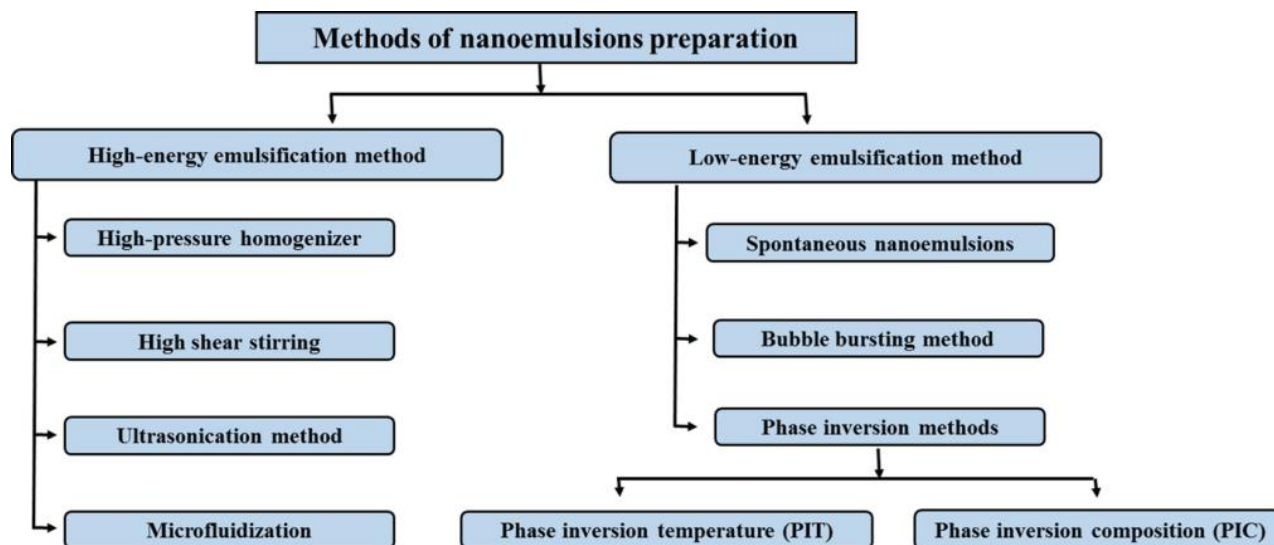 Methods of nanoemulsions preparation
High-energy emulsification method
Low-energy emulsification method
High-pressure homogenizer
High shear stirring
Ultrasonication method
Microfluidization
Spontaneous nanoemulsions
Bubble bursting method
Phase inversion methods
Phase inversion temperature (PIT)
Phase inversion composition (PIC)